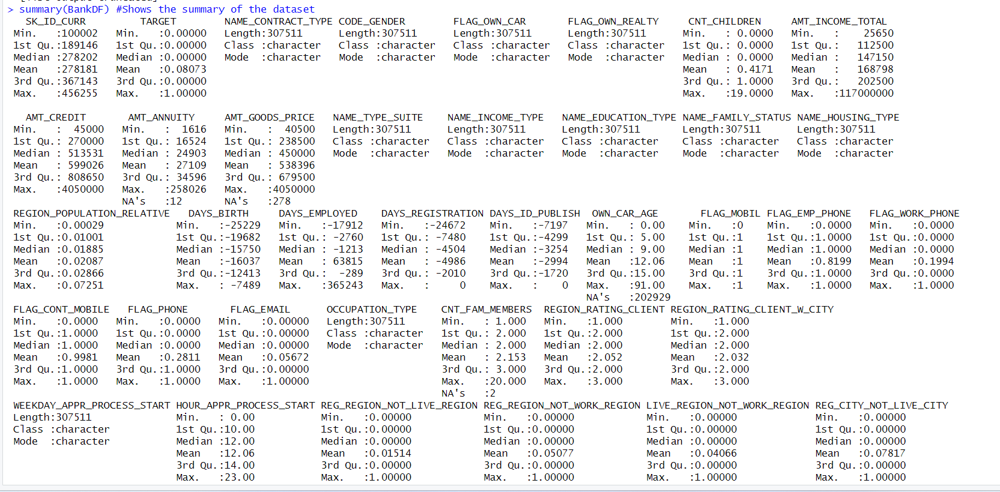 > summary(BankDF) #Shows the summary of the dataset
SK_ID_CURR TARGET NAME_CONTRACT_TYPE CODE_GENDER FLAG_OWN_CAR FLAG_OWN_REALTY CNT_CHILDREN AMT_INCOME_TOTAL
Min. :100002 Min. :0.00000 Length:307511 Length:307511 Length:307511 Length:307511 Min. : 0.0000 Min. : 25650
1st Qu.:189146 1st Qu.:0.00000 Class :character Class :character Class :character Class :character 1st Qu.: 0.0000 1st Qu.: 112500
Median :278202 Median :0.00000 Mode :character Mode :character Mode :character Mode :character Median : 0.0000 Median : 147150
Mean :278181 Mean :0.08073 Mean : 0.4171 Mean : 168798
3rd Qu.:367143 3rd Qu.:0.00000 3rd Qu.: 1.0000 3rd Qu.: 202500
Max. :456255 Max. :1.00000 Max. :19.0000 Max. :117000000
AMT_CREDIT AMT_ANNUITY AMT_GOODS_PRICE NAME_TYPE_SUITE NAME_INCOME_TYPE NAME_EDUCATION_TYPE NAME_FAMILY_STATUS NAME_HOUSING_TYPE
Min. : 45000 Min. : 1616 Min. : 40500 Length:307511 Length:307511 Length:307511 Length:307511 Length:307511
1st Qu.: 270000 1st Qu.: 16524 1st Qu.: 238500 Class :character Class :character Class :character Class :character Class :character
Median : 513531 Median : 24903 Median : 450000 Mode :character Mode :character Mode :character Mode :character Mode :character
Mean : 599026 Mean : 27109 Mean : 538396
3rd Qu.: 808650 3rd Qu.: 34596 3rd Qu.: 679500
Max. :4050000 Max. :258026 Max. :4050000
NA's :12 NA's :278
REGION_POPULATION_RELATIVE DAYS_BIRTH DAYS_EMPLOYED DAYS_REGISTRATION DAYS_ID_PUBLISH OWN_CAR_AGE FLAG_MOBIL FLAG_EMP_PHONE FLAG_WORK_PHONE
Min. :0.00029 Min. :-25229 Min. :-17912 Min. :-24672 Min. :-7197 Min. : 0.00 Min. :0 Min. :0.0000 Min. :0.0000
1st Qu.:0.01001 1st Qu.:-19682 1st Qu.: -2760 1st Qu.: -7480 1st Qu.:-4299 1st Qu.: 5.00 1st Qu.:1 1st Qu.:1.0000 1st Qu.:0.0000
Median :0.01885 Median :-15750 Median : -1213 Median : -4504 Median :-3254 Median : 9.00 Median :1 Median :1.0000 Median :0.0000
Mean :0.02087 Mean :-16037 Mean : 63815 Mean : -4986 Mean :-2994 Mean :12.06 Mean :1 Mean :0.8199 Mean :0.1994
3rd Qu.:0.02866 3rd Qu.:-12413 3rd Qu.: -289 3rd Qu.: -2010 3rd Qu.:-1720 3rd Qu.:15.00 3rd Qu.:1 3rd Qu.:1.0000 3rd Qu.:0.0000
Max. :0.07251 Max. : -7489 Max. :365243 Max. : 0 Max. : 0 Max. :91.00 Max. :1 Max. :1.0000 Max. :1.0000
NA's :202929
FLAG_CONT_MOBILE FLAG_PHONE FLAG_EMAIL OCCUPATION_TYPE CNT_FAM_MEMBERS REGION_RATING_CLIENT REGION_RATING_CLIENT_W_CITY
Min. :0.0000 Min. :0.0000 Min. :0.00000 Length:307511 Min. : 1.000 Min. :1.000 Min. :1.000
1st Qu.:1.0000 1st Qu.:0.0000 1st Qu.:0.00000 Class :character 1st Qu.: 2.000 1st Qu.:2.000 1st Qu.:2.000
Median :1.0000 Median :0.0000 Median :0.00000 Mode :character Median : 2.000 Median :2.000 Median :2.000
Mean :0.9981 Mean :0.2811 Mean :0.05672 Mean : 2.153 Mean :2.052 Mean :2.032
3rd Qu.:1.0000 3rd Qu.:1.0000 3rd Qu.:0.00000 3rd Qu.: 3.000 3rd Qu.:2.000 3rd Qu.:2.000
Max. :1.0000 Max. :1.0000 Max. :1.00000 Max. :20.000 Max. :3.000 Max. :3.000
NA's :2
WEEKDAY_APPR_PROCESS_START HOUR_APPR_PROCESS_START REG_REGION_NOT_LIVE_REGION REG_REGION_NOT_WORK_REGION LIVE_REGION_NOT_WORK_REGION REG_CITY_NOT_LIVE_CITY
Length:307511 Min. : 0.00 Min. :0.00000 Min. :0.00000 Min. :0.00000 Min. :0.00000
Class :character 1st Qu.:10.00 1st Qu.:0.00000 1st Qu.:0.00000 1st Qu.:0.00000 1st Qu.:0.00000
Mode :character Median :12.00 Median :0.00000 Median :0.00000 Median :0.00000 Median :0.00000
Mean :12.06 Mean :0.01514 Mean :0.05077 Mean :0.04066 Mean :0.07817
3rd Qu.:14.00 3rd Qu.:0.00000 3rd Qu.:0.00000 3rd Qu.:0.00000 3rd Qu.:0.00000
Max. :23.00 Max. :1.00000 Max. :1.00000 Max. :1.00000 Max. :1.00000